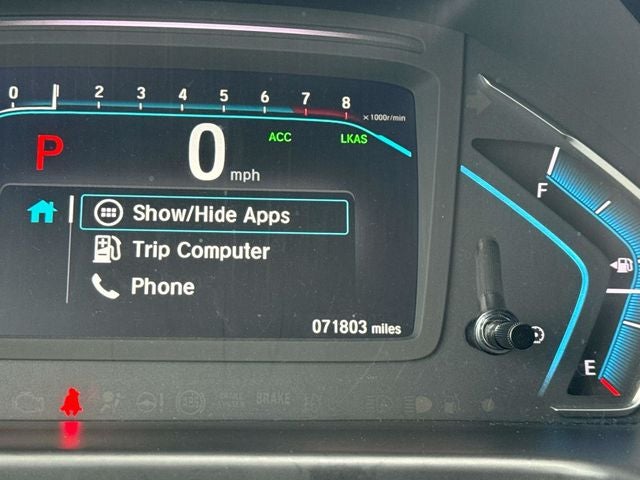 0 2 3 4 5 6 7 8
x 1000r/min
P 0 mph ACC LKAS
F
Show/Hide Apps
Trip Computer
Phone
071803 miles
E
BRAKE